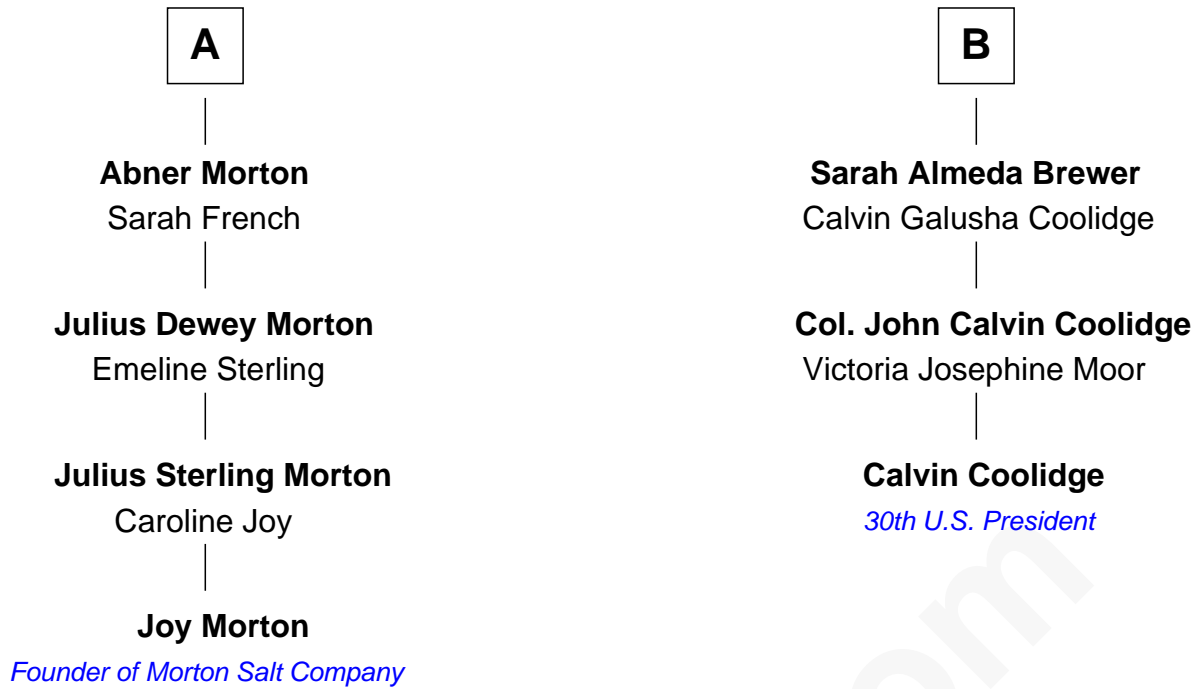 A
Abner Morton
Sarah French
Julius Dewey Morton
Emeline Sterling
Julius Sterling Morton
Caroline Joy
Joy Morton
Founder of Morton Salt Company
B
Sarah Almeda Brewer
Calvin Galusha Coolidge
Col. John Calvin Coolidge
Victoria Josephine Moor
Calvin Coolidge
30th U.S. President
om